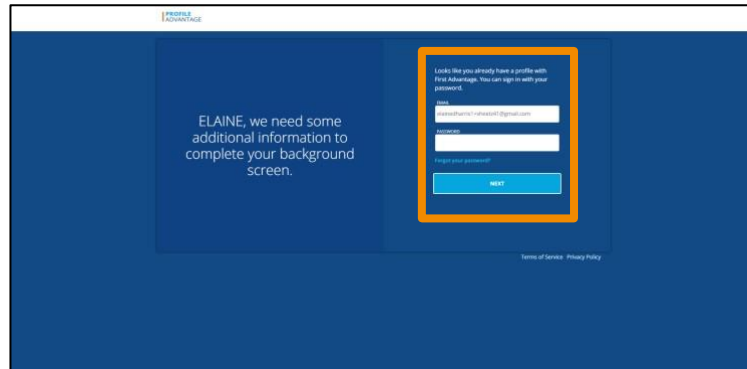 PROFILE
ADVANTAGE
ELAINE, we need some
additional information to
complete your background
screen.
Looks like you already have a profile with
First Advantage. You can sign in with your
password.
EMAIL
PASSWORD
Forgot your password?
NEXT
Terms of Service Privacy Policy